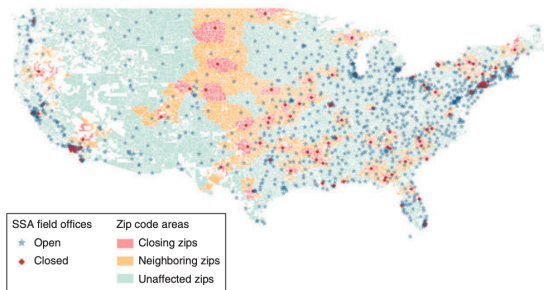 SSA field offices
Open
Closed
Zip code areas
Closing zips
Neighboring zips
Unaffected zips